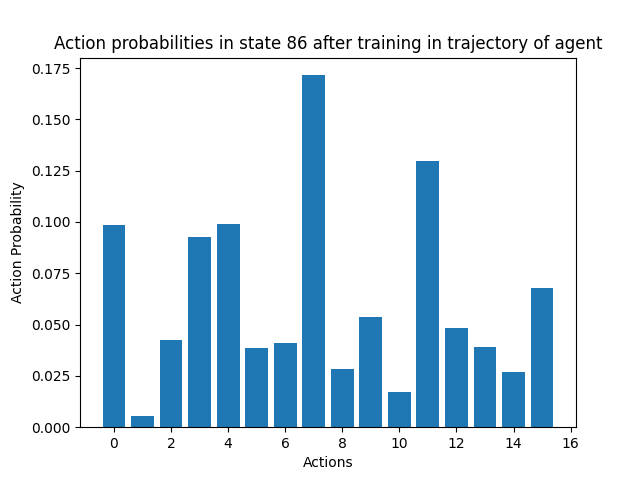 Action probabilities in state 86 after training in trajectory of agent
0.175
0.150
0.125
0.100
0.075
0.050
0.025
0.000
Action Probability
0 2 4 6 8 10 12 14 16
Actions